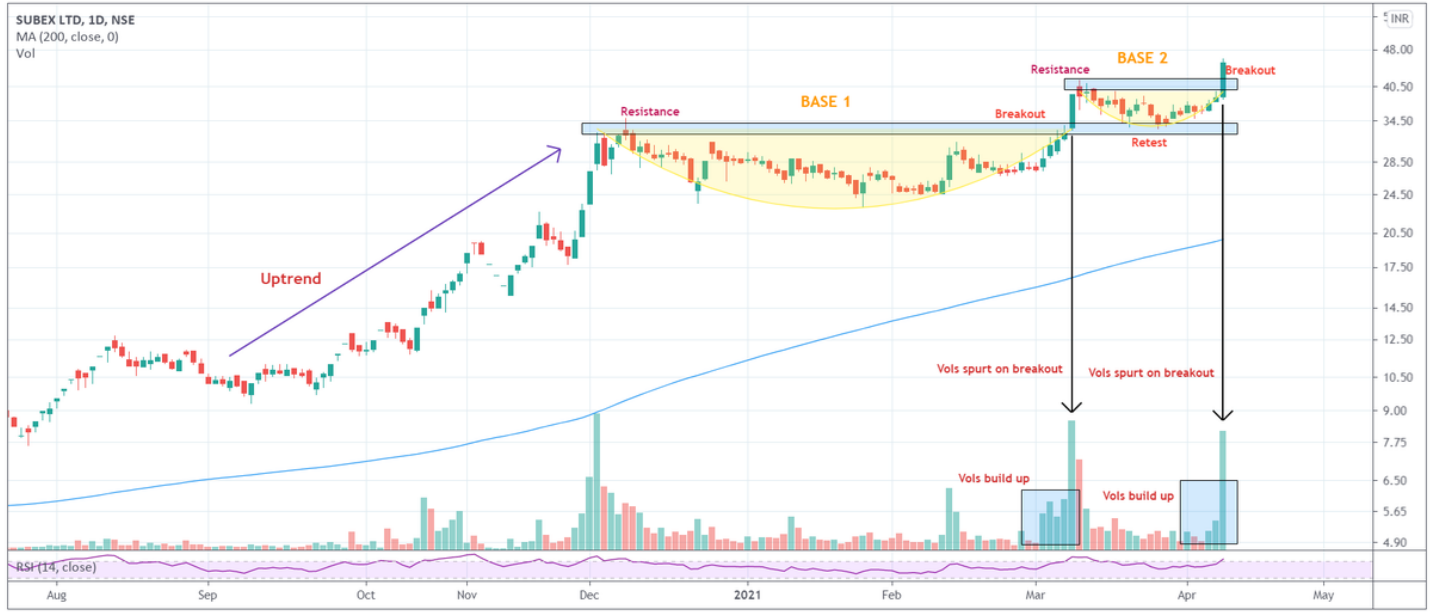 SUBEX LTD, 1D, NSE
MA (200, close, 0)
Vol
INR
48.00
40.50
34.50
28.50
24.50
20.50
17.50
14.50
12.50
10.50
9.00
7.75
6.50
5.65
4.90
BASE 2
Resistance
Breakout
BASE 1
Resistance
Breakout
Retest
Uptrend
Vols spurt on breakout
Vols spurt on breakout
Vols build up
Vols build up
RSI (14, close)
Aug
Sep
Oct
Nov
Dec
2021
Feb
Mar
Apr
May